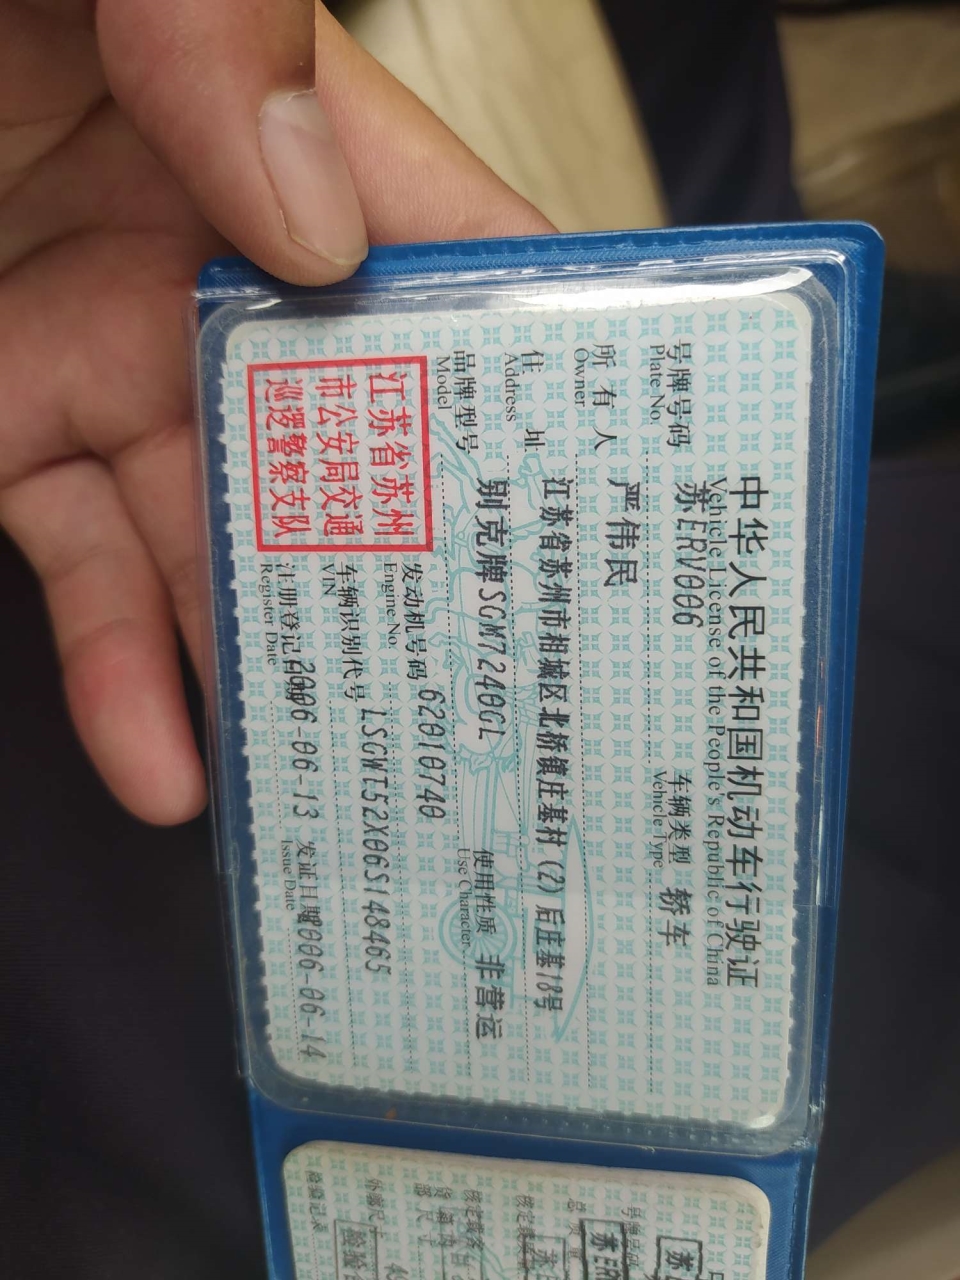 中华人民共和国机动车行驶证
Vehicle License of the People's Republic of China
号牌号码 苏ERV006 车辆类型 轿车
Plate No. Vehicle Type
所有人 严伟民
Owner
住址 江苏省苏州市相城区北桥镇庄基村(2)后庄基18号
Address
品牌型号 别克牌SGM7240GL 使用性质 非营运
Model Use Character
江苏省苏州
市公安局交通
巡逻警察支队
发动机号码 62010740
Engine No.
车辆识别代号 LSGWT52X06S148465
VIN
注册登记日期 2006-06-13 发证日期 2006-06-14
Register Date Issue Date
号牌号码 苏ER